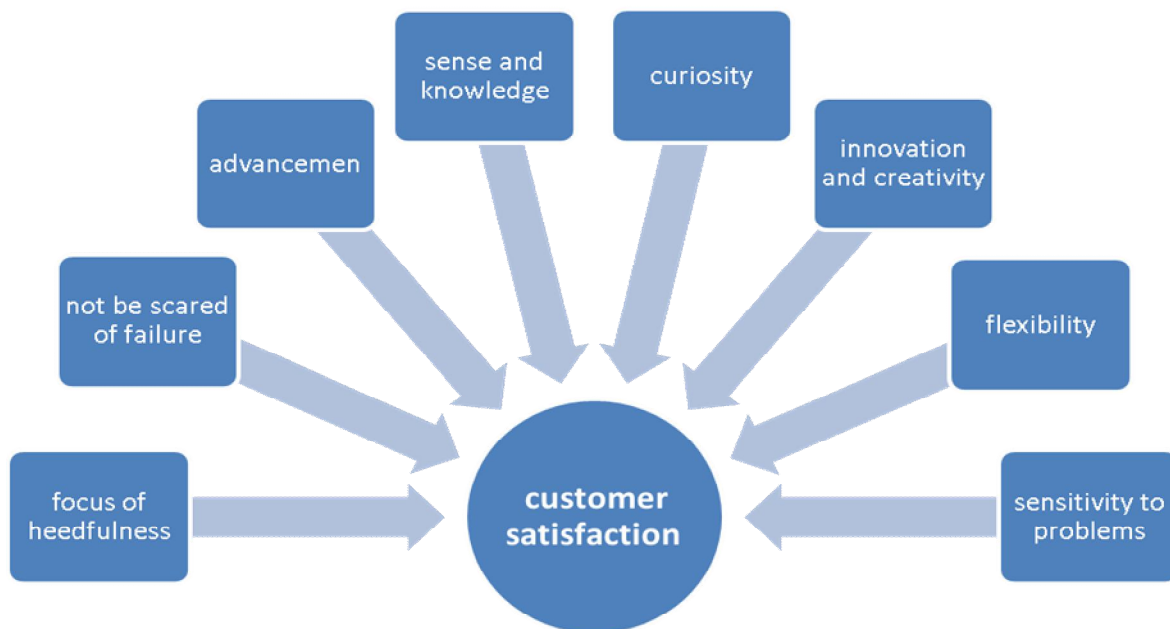 sense and
knowledge
curiosity
advancemen
innovation
and creativity
not be scared
of failure
flexibility
focus of
heedfulness
customer
satisfaction
sensitivity to
problems